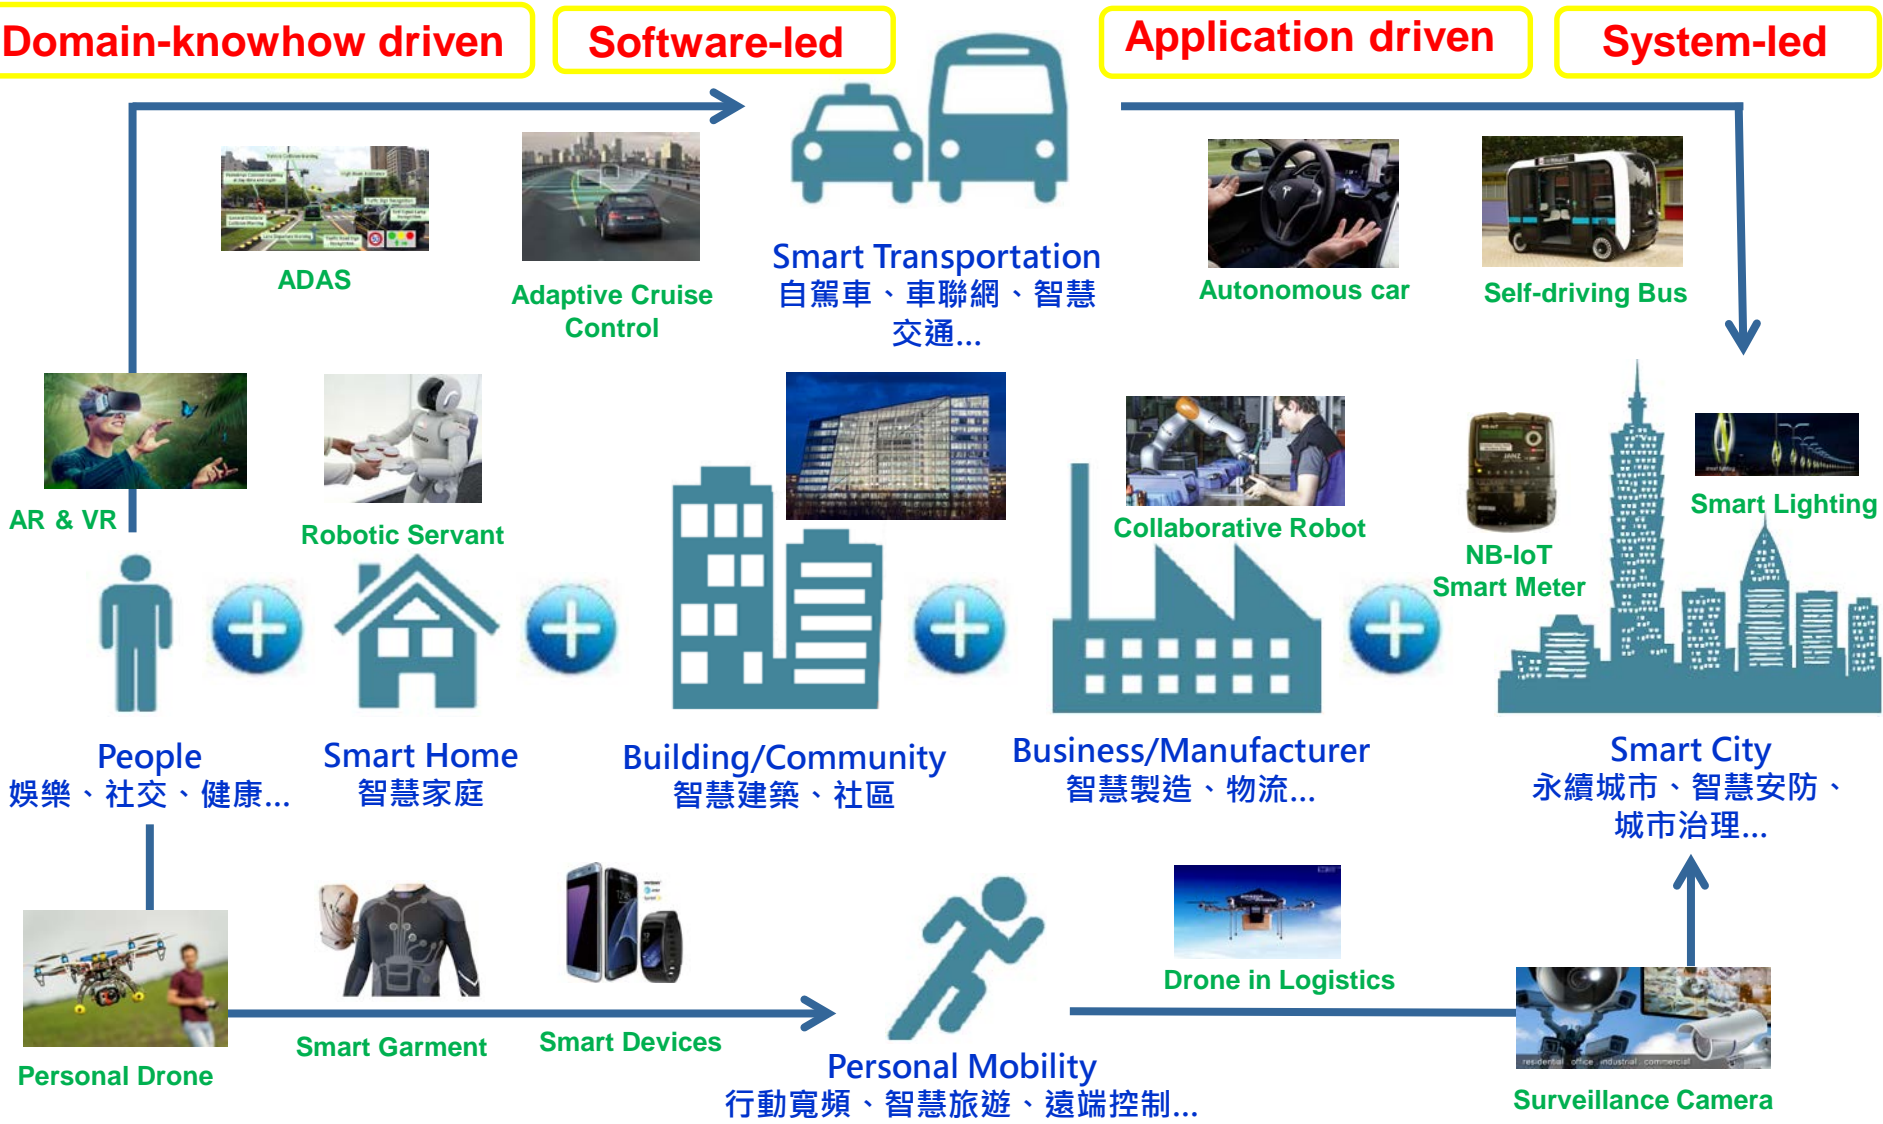 Domain-knowhow driven
Software-led
Application driven
System-led
ADAS
Adaptive Cruise
Control
Smart Transportation
自駕車、車聯網、智慧
交通...
Autonomous car
Self-driving Bus
AR & VR
Robotic Servant
Collaborative Robot
NB-IoT
Smart Meter
Smart Lighting
People
娛樂、社交、健康...
Smart Home
智慧家庭
Building/Community
智慧建築、社區
Business/Manufacturer
智慧製造、物流...
Smart City
永續城市、智慧安防、
城市治理...
Personal Drone
Smart Garment
Smart Devices
Personal Mobility
行動寬頻、智慧旅遊、遠端控制...
Drone in Logistics
residential office industrial commercial
Surveillance Camera